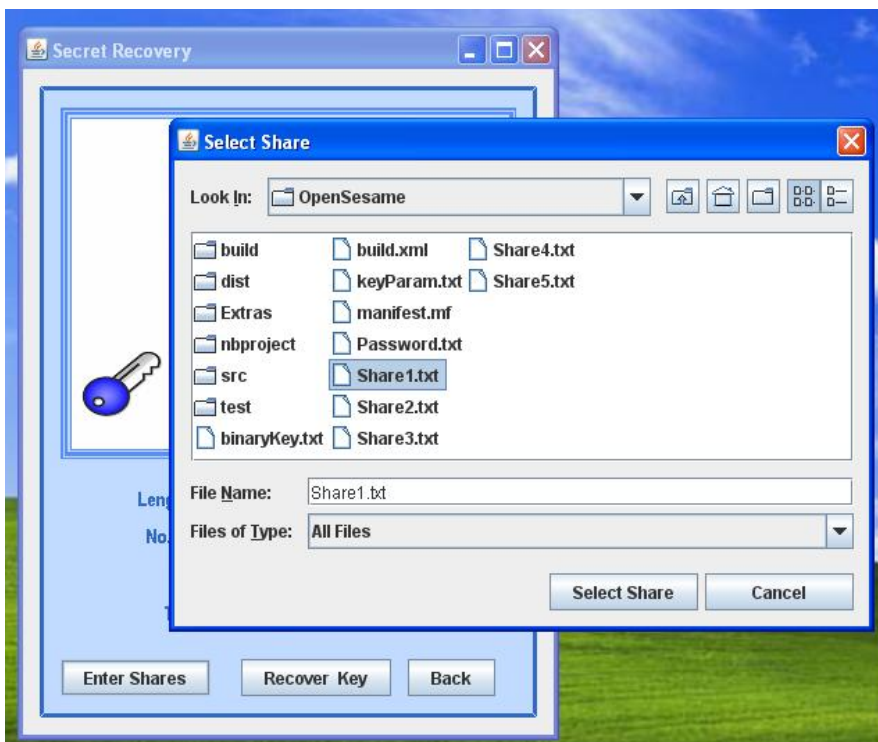 Secret Recovery
Select Share
Look In: OpenSesame
build build.xml Share4.txt
dist keyParam.txt Share5.txt
Extras manifest.mf
nbproject Password.txt
src Share1.txt
test Share2.txt
binaryKey.txt Share3.txt
File Name: Share1.txt
Files of Type: All Files
Select Share Cancel
No.
Enter Shares Recover Key Back